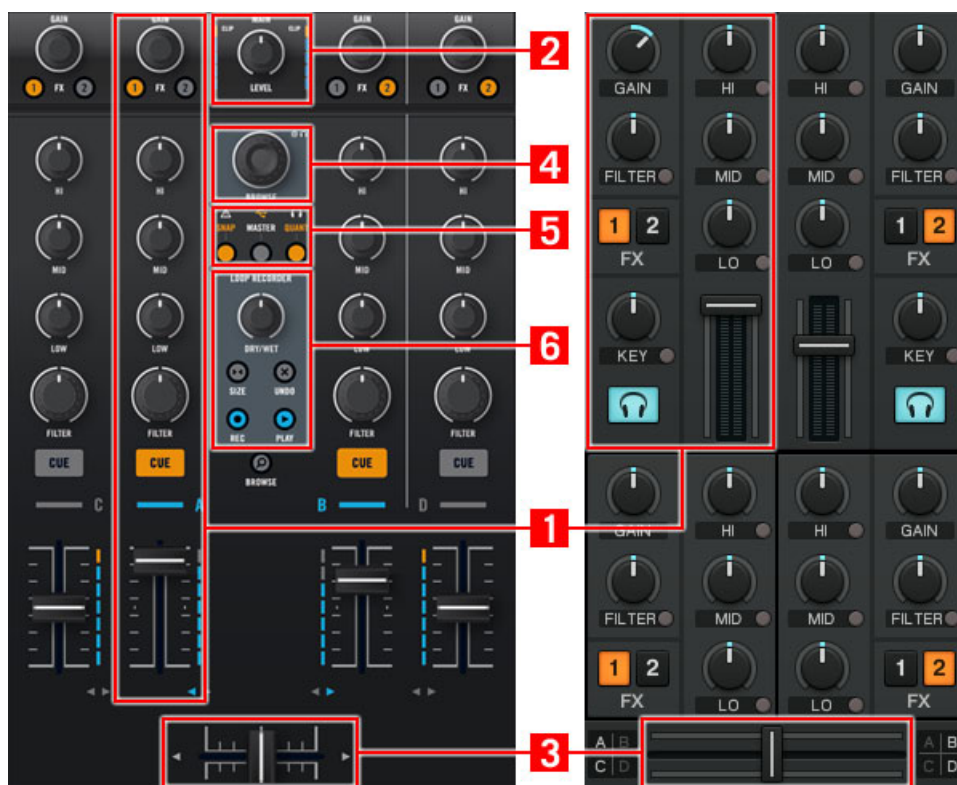 GAIN GAIN MAIN GAIN GAIN
CLIP CLIP
LEVEL
1 FX 2 1 FX 2 1 FX 2 1 FX 2
2
HI HI HI HI
BROWSE
4
SNAP MASTER QUANT
5
MID MID MID MID
LOOP RECORDER
DRY/WET
6
LOW LOW LOW LOW
SIZE UNDO
REC PLAY
FILTER FILTER FILTER FILTER
CUE CUE CUE CUE
BROWSE
C A B D
1
3
GAIN HI HI GAIN
FILTER MID MID FILTER
1 2 1 2
FX LO LO FX
KEY KEY
GAIN HI HI GAIN
FILTER MID MID FILTER
1 2 1 2
FX LO LO FX
A B A B
C D C D